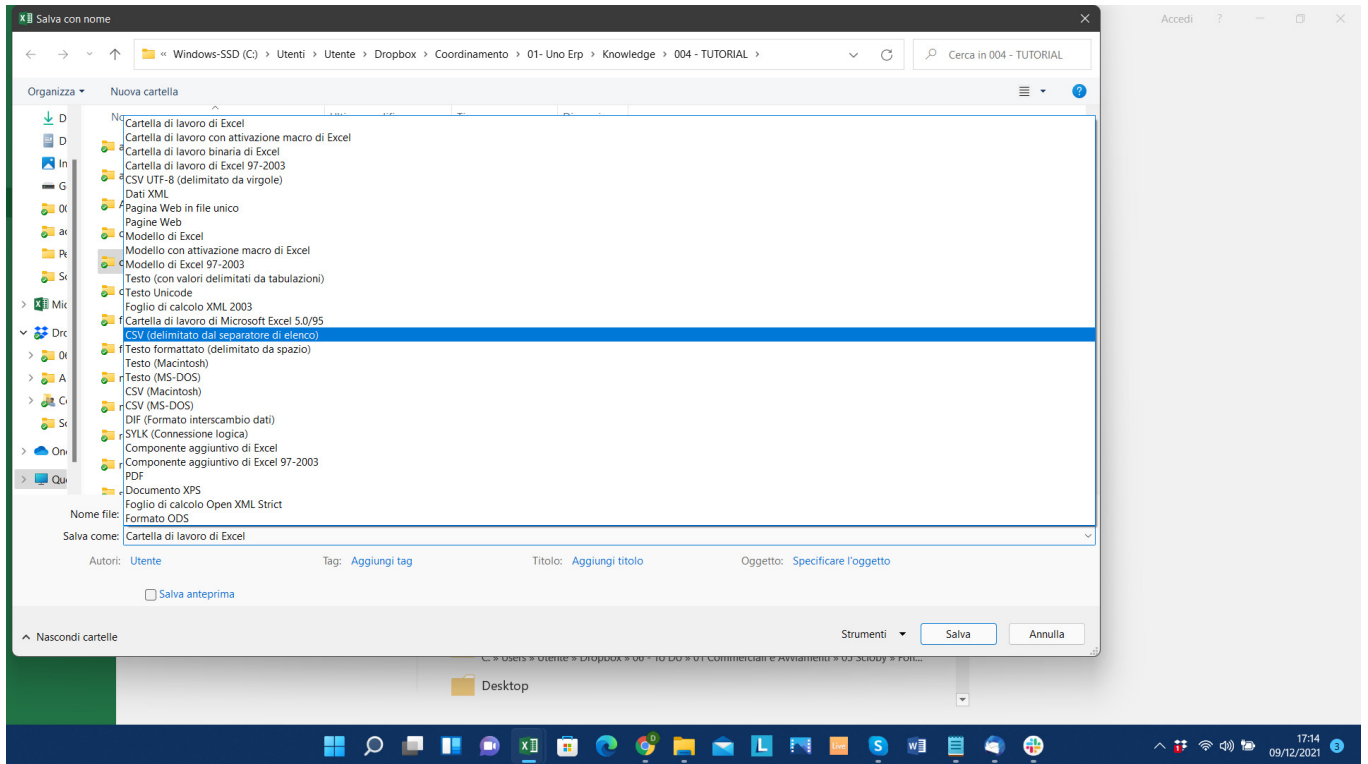 Salva con nome
Accedi ?
« Windows-SSD (C:) › Utenti › Utente › Dropbox › Coordinamento › 01- Uno Erp › Knowledge › 004 - TUTORIAL ›
Cerca in 004 - TUTORIAL
Organizza Nuova cartella
Cartella di lavoro di Excel
Cartella di lavoro con attivazione macro di Excel
Cartella di lavoro binaria di Excel
Cartella di lavoro di Excel 97-2003
CSV UTF-8 (delimitato da virgole)
Dati XML
Pagina Web in file unico
Pagine Web
Modello di Excel
Modello con attivazione macro di Excel
Modello di Excel 97-2003
Testo (con valori delimitati da tabulazioni)
Testo Unicode
Foglio di calcolo XML 2003
Cartella di lavoro di Microsoft Excel 5.0/95
CSV (delimitato dal separatore di elenco)
Testo formattato (delimitato da spazio)
Testo (Macintosh)
Testo (MS-DOS)
CSV (Macintosh)
CSV (MS-DOS)
DIF (Formato interscambio dati)
SYLK (Connessione logica)
Componente aggiuntivo di Excel
Componente aggiuntivo di Excel 97-2003
PDF
Documento XPS
Foglio di calcolo Open XML Strict
Formato ODS
Nome file:
Salva come: Cartella di lavoro di Excel
Autori: Utente Tag: Aggiungi tag Titolo: Aggiungi titolo Oggetto: Specificare l'oggetto
Salva anteprima
Nascondi cartelle
Strumenti Salva Annulla
Desktop
17:14
09/12/2021
3